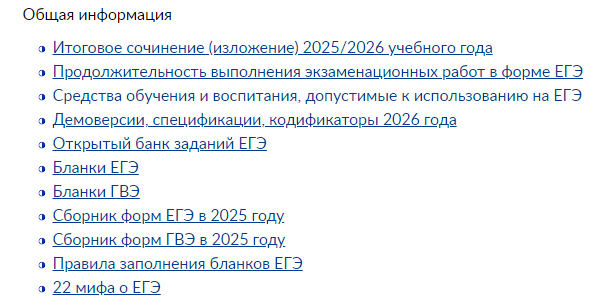 Общая информация
Итоговое сочинение (изложение) 2025/2026 учебного года
Продолжительность выполнения экзаменационных работ в форме ЕГЭ
Средства обучения и воспитания, допустимые к использованию на ЕГЭ
Демоверсии, спецификации, кодификаторы 2026 года
Открытый банк заданий ЕГЭ
Бланки ЕГЭ
Бланки ГВЭ
Сборник форм ЕГЭ в 2025 году
Сборник форм ГВЭ в 2025 году
Правила заполнения бланков ЕГЭ
22 мифа о ЕГЭ